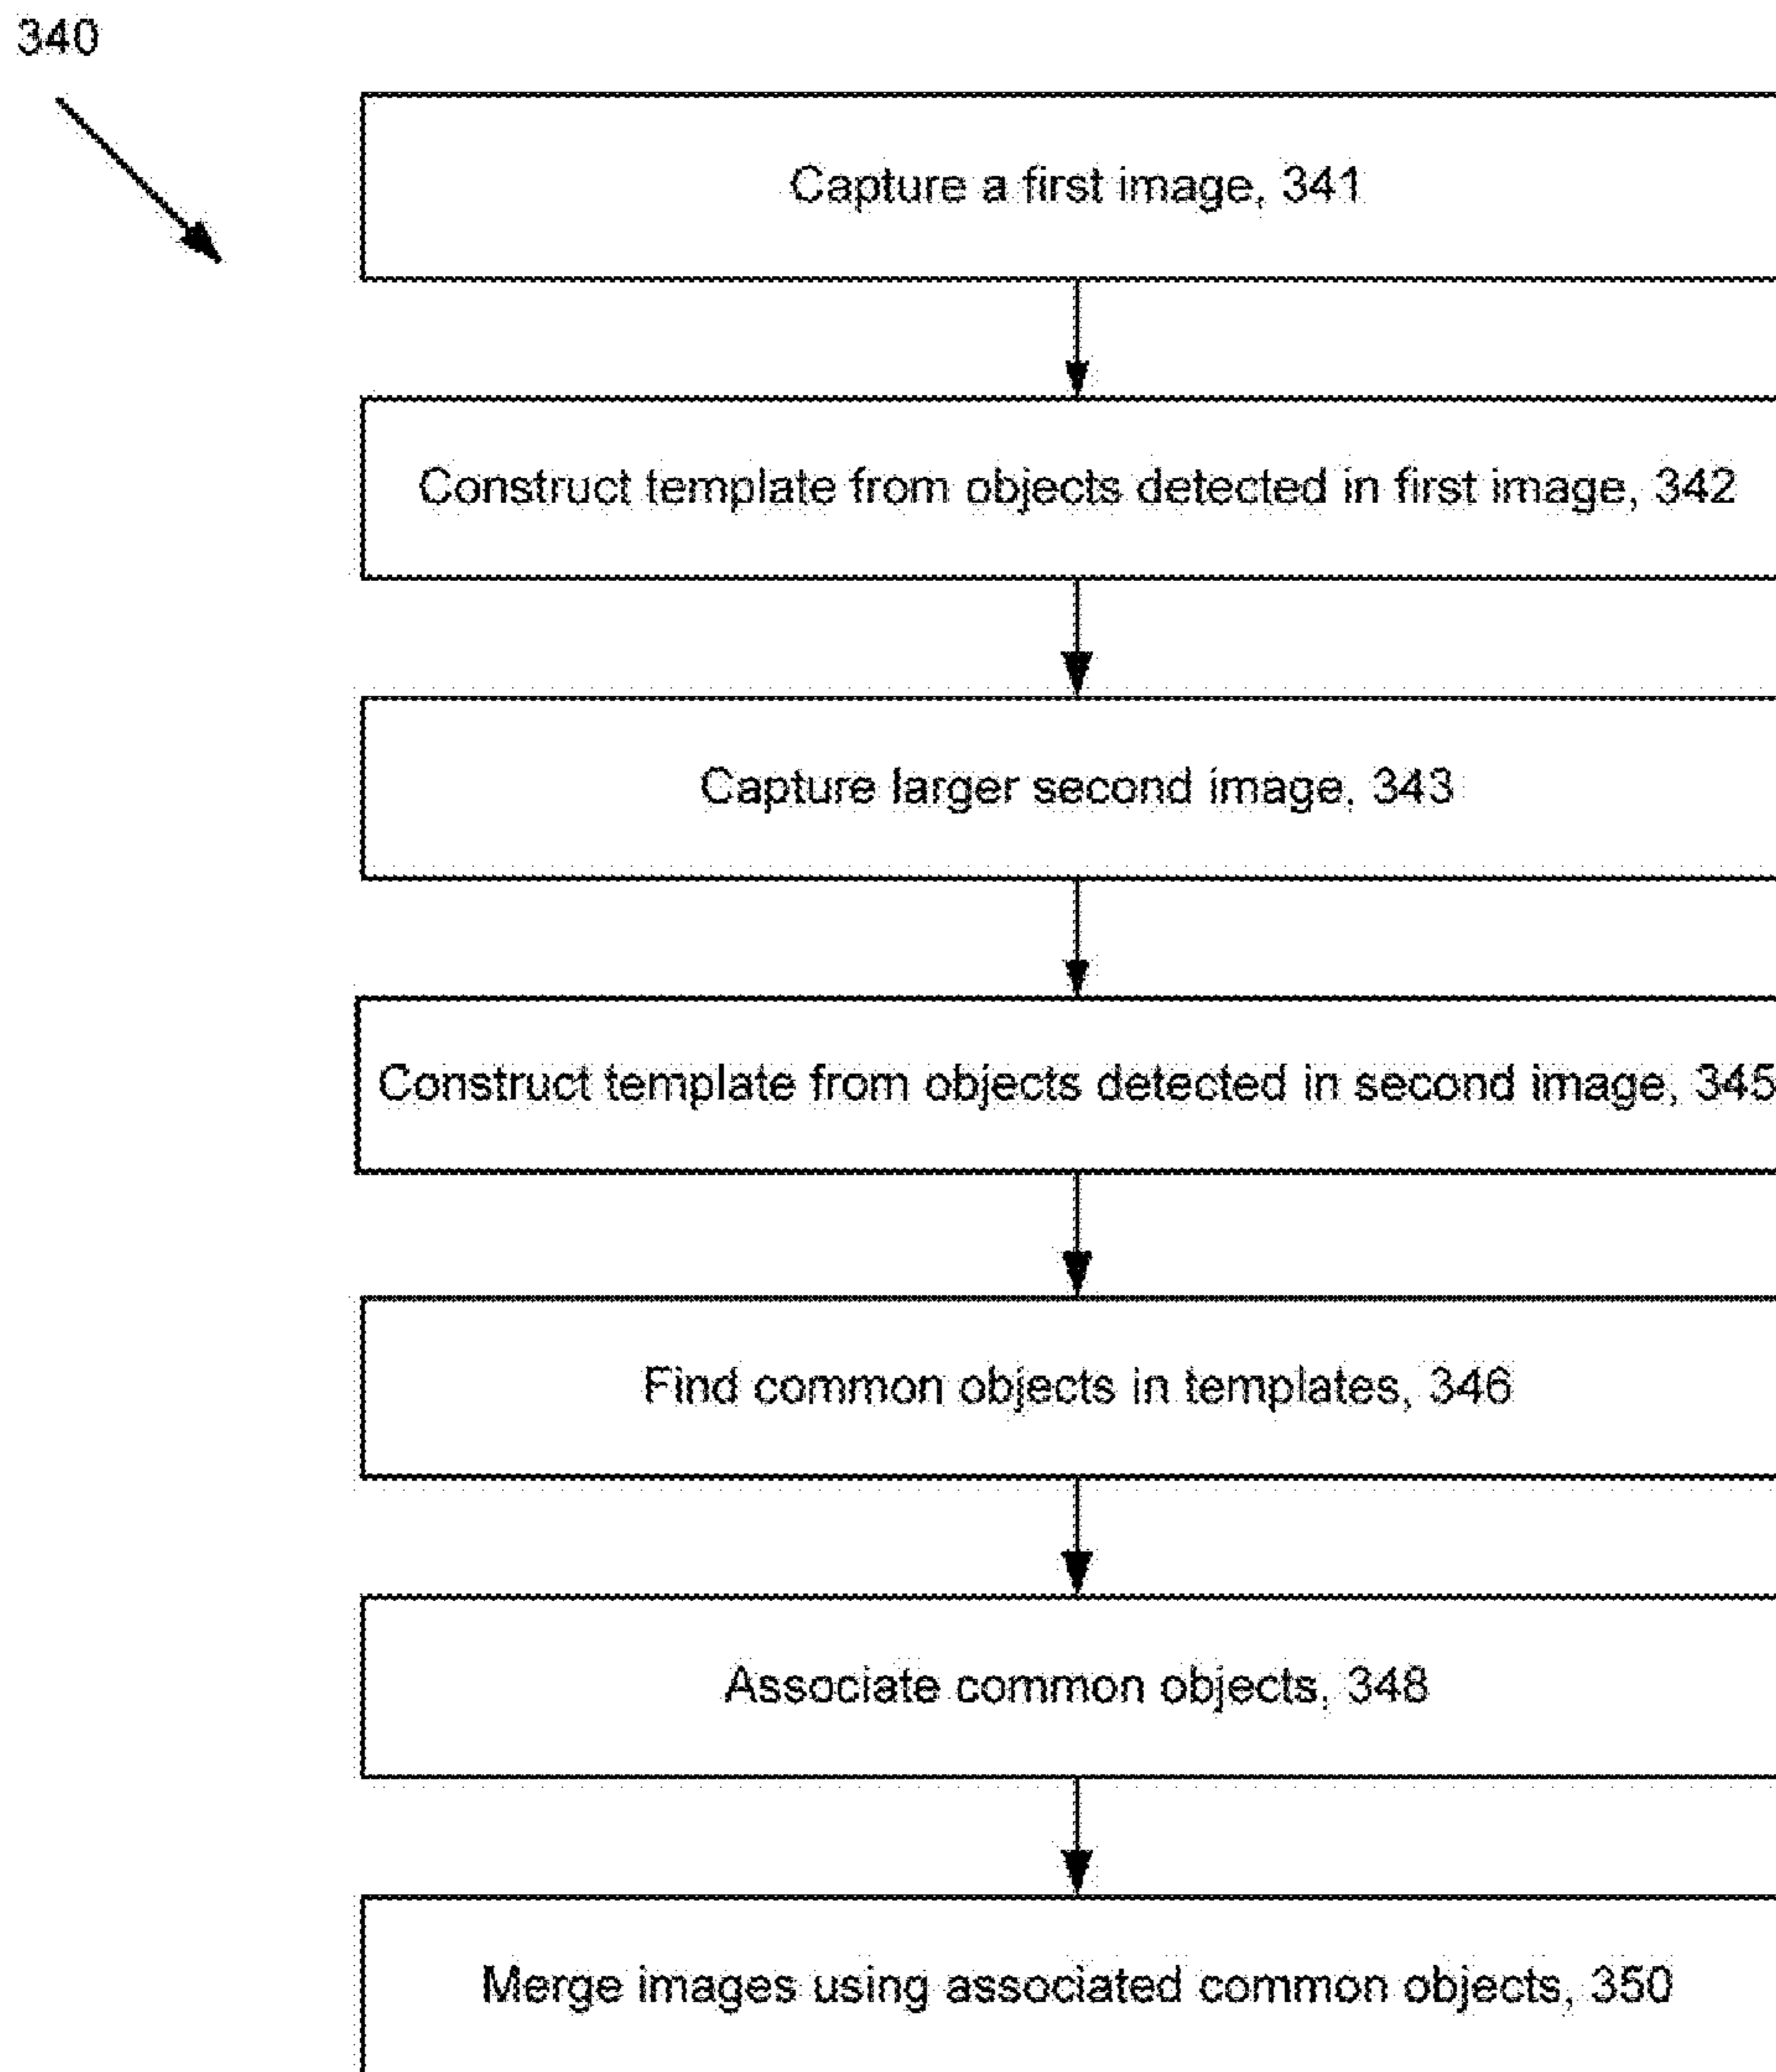 340
Capture a first image, 341
Construct template from objects detected in first image, 342
Capture larger second image, 343
Construct template from objects detected in second image, 345
Find common objects in templates, 346
Associate common objects, 348
Merge images using associated common objects, 350